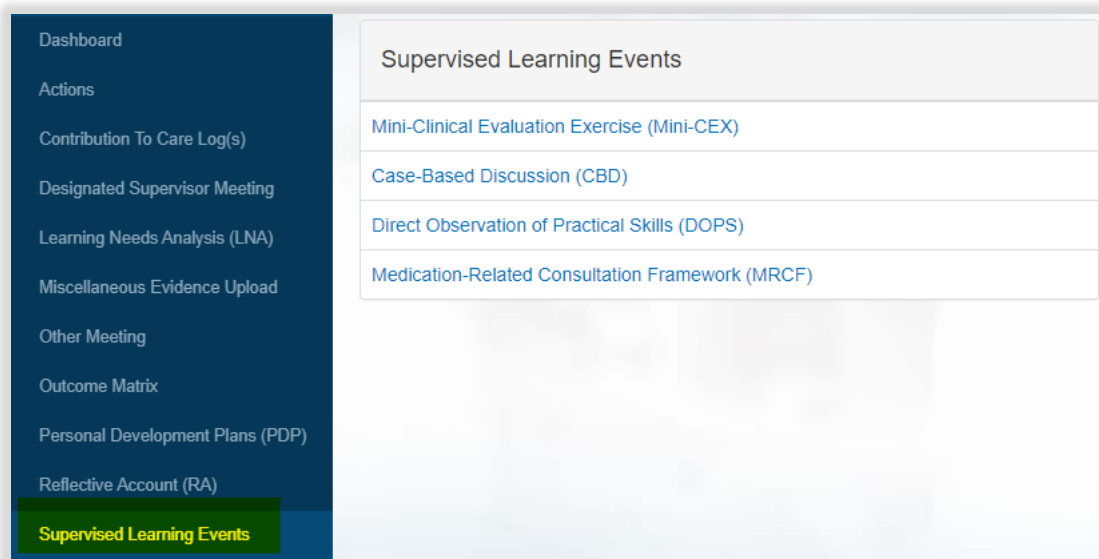 Dashboard
Actions
Contribution To Care Log(s)
Designated Supervisor Meeting
Learning Needs Analysis (LNA)
Miscellaneous Evidence Upload
Other Meeting
Outcome Matrix
Personal Development Plans (PDP)
Reflective Account (RA)
Supervised Learning Events
Supervised Learning Events
Mini-Clinical Evaluation Exercise (Mini-CEX)
Case-Based Discussion (CBD)
Direct Observation of Practical Skills (DOPS)
Medication-Related Consultation Framework (MRCF)